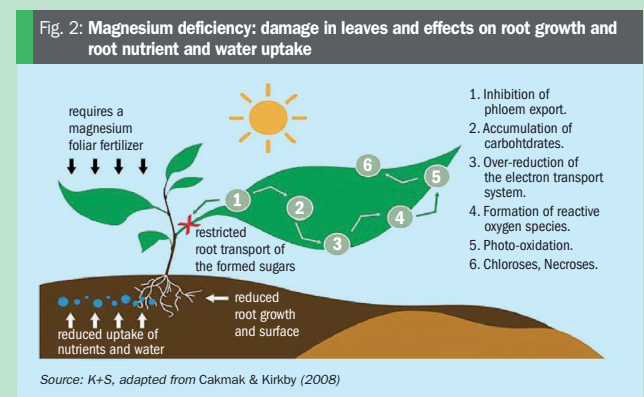 Fig. 2: Magnesium deficiency: damage in leaves and effects on root growth and
root nutrient and water uptake
requires a
magnesium
foliar fertilizer
1
2
3
4
5
6
restricted
root transport of
the formed sugars
reduced
root growth
and surface
reduced uptake of
nutrients and water
1. Inhibition of
phloem export.
2. Accumulation of
carbohtdrates.
3. Over-reduction of
the electron transport
system.
4. Formation of reactive
oxygen species.
5. Photo-oxidation.
6. Chloroses, Necroses.
Source: K+S, adapted from Cakmak & Kirkby (2008)